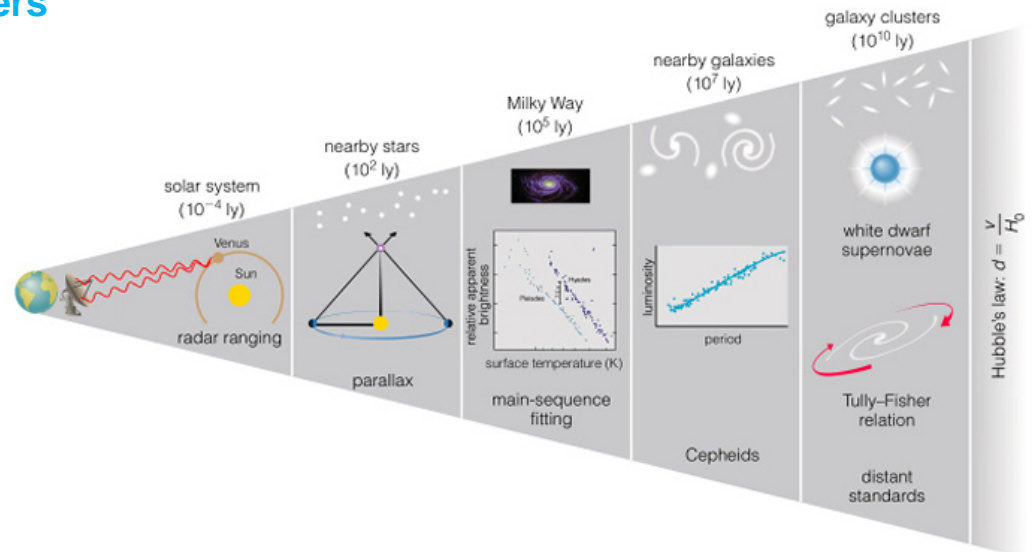 ers
solar system
(10⁻⁴ ly)
Venus
Sun
radar ranging
nearby stars
(10² ly)
parallax
Milky Way
(10⁵ ly)
relative apparent
brightness
Hyades
Pleiades
surface temperature (K)
main-sequence
fitting
nearby galaxies
(10⁷ ly)
luminosity
period
Cepheids
galaxy clusters
(10¹⁰ ly)
white dwarf
supernovae
Tully–Fisher
relation
distant
standards
Hubble's law: d = v/H₀